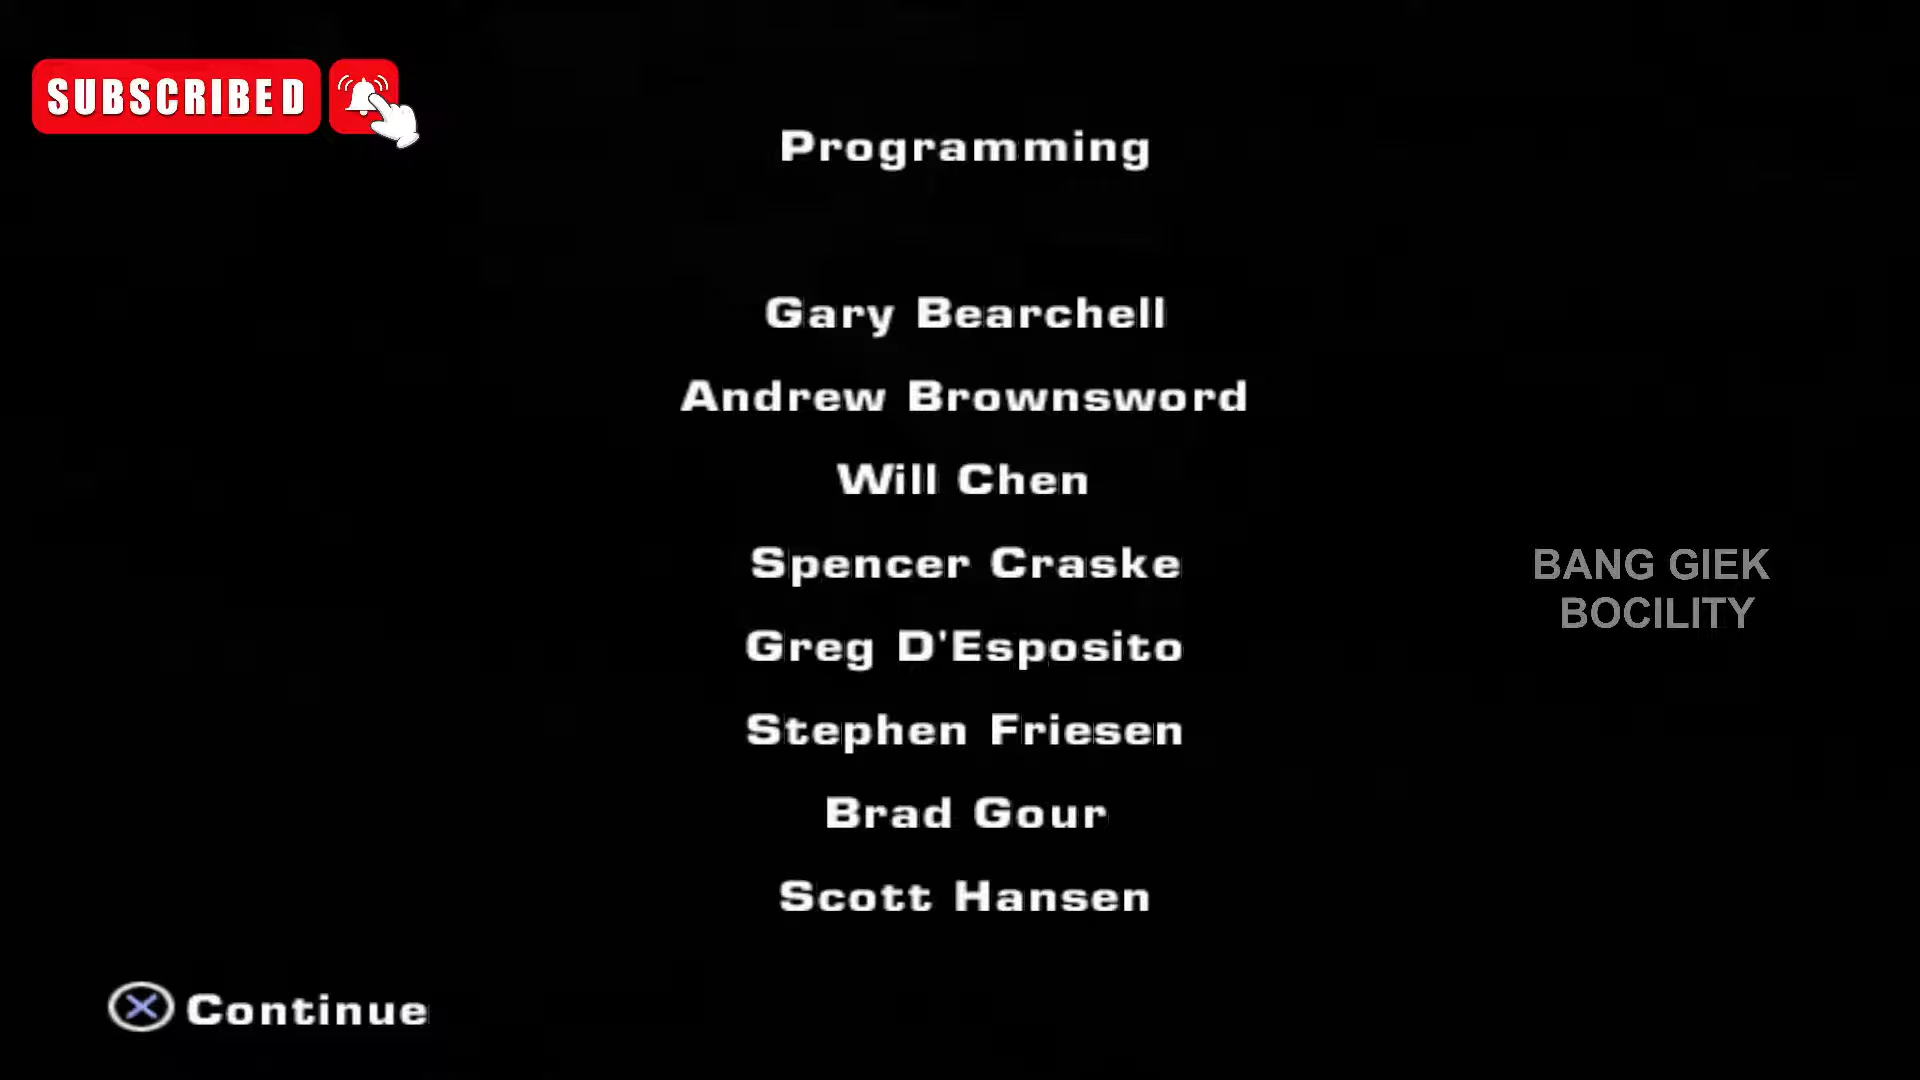 SUBSCRIBED
Programming
Gary Bearchell
Andrew Brownsword
Will Chen
Spencer Craske
BANG GIEK
BOCILITY
Greg D'Esposito
Stephen Friesen
Brad Gour
Scott Hansen
Continue